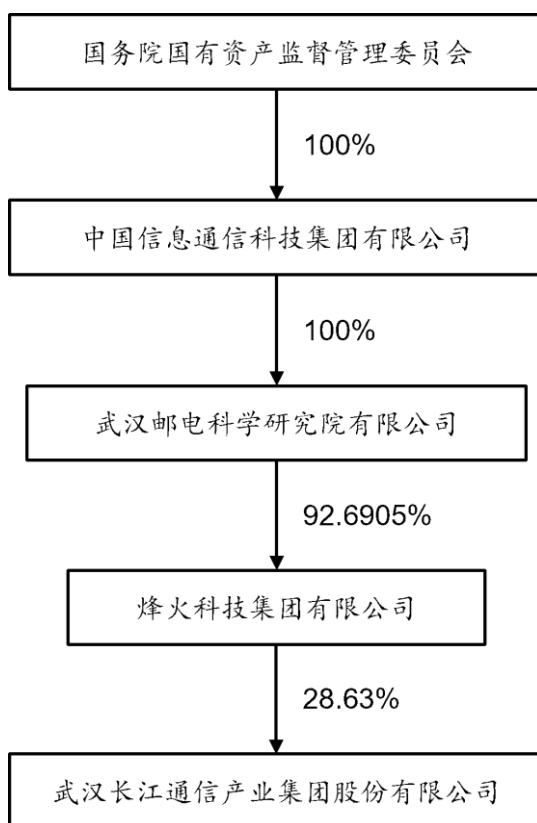 国务院国有资产监督管理委员会
100%
中国信息通信科技集团有限公司
100%
武汉邮电科学研究院有限公司
92.6905%
烽火科技集团有限公司
28.63%
武汉长江通信产业集团股份有限公司